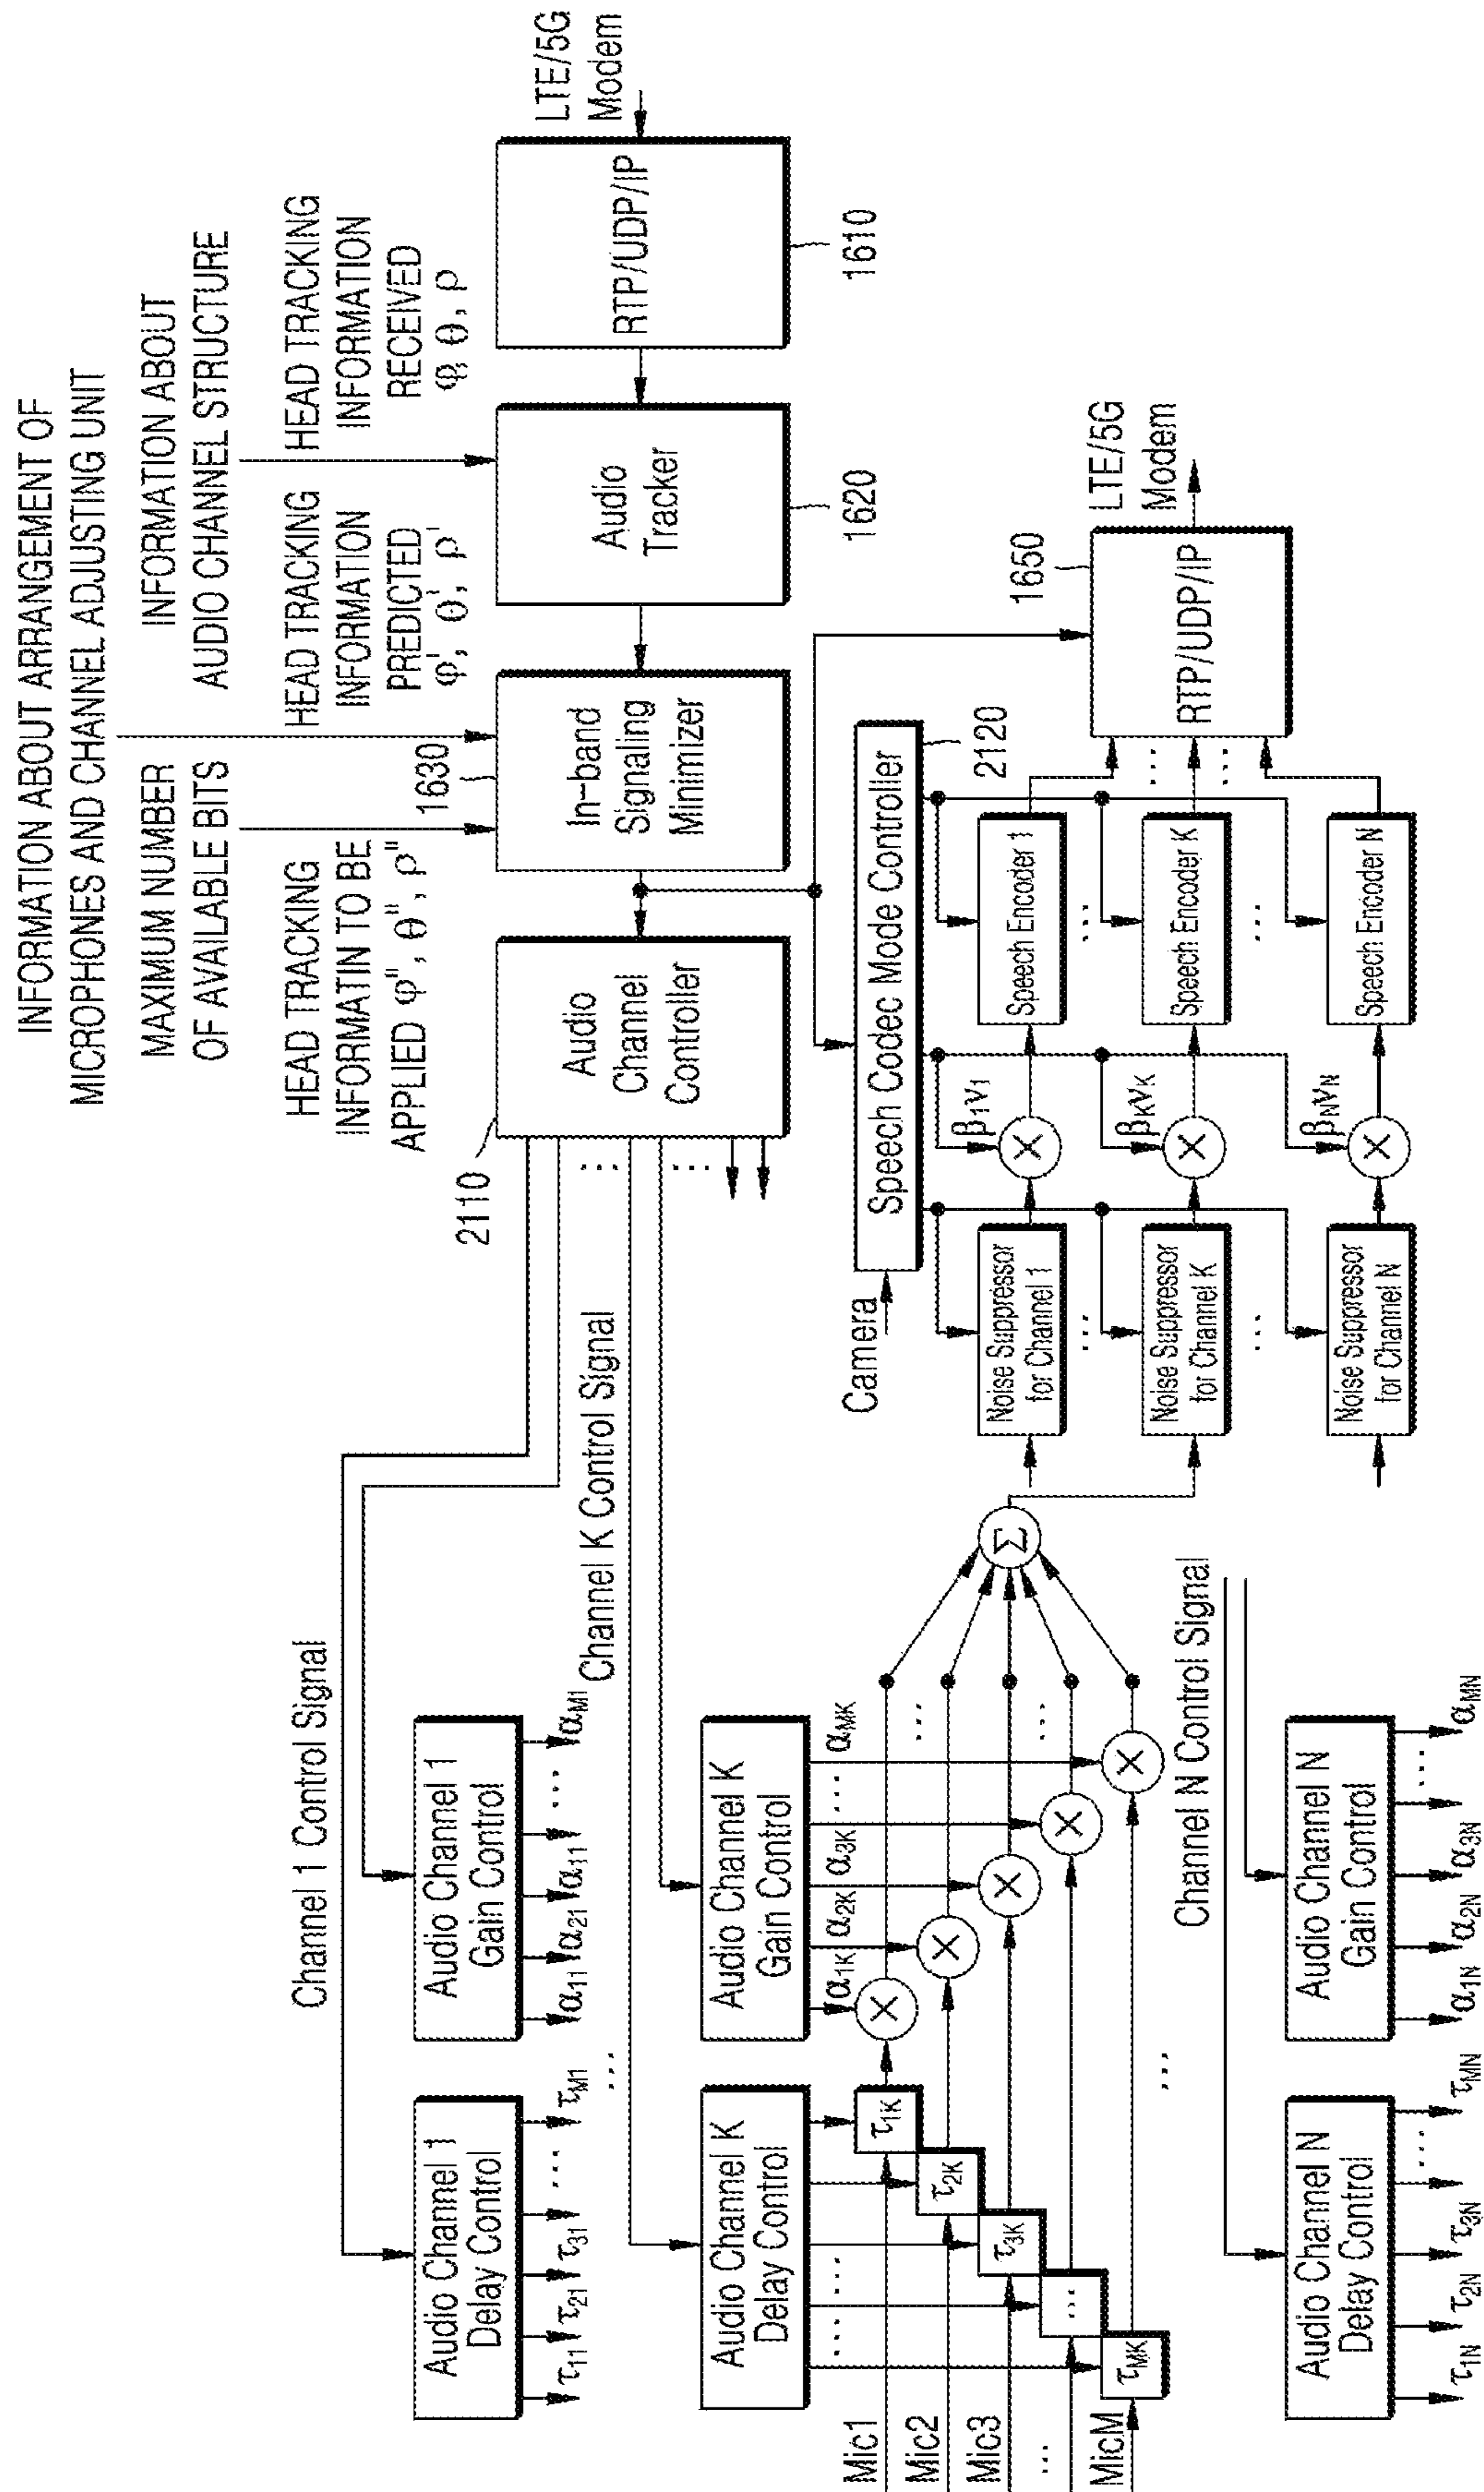 INFORMATION ABOUT ARRANGEMENT OF
MICROPHONES AND CHANNEL ADJUSTING UNIT
MAXIMUM NUMBER
OF AVAILABLE BITS
INFORMATION ABOUT
AUDIO CHANNEL STRUCTURE
HEAD TRACKING
INFORMATIN TO BE
APPLIED φ'', θ'', ρ''
HEAD TRACKING
INFORMATION
PREDICTED
φ', θ', ρ'
HEAD TRACKING
INFORMATION
RECEIVED
φ, θ, ρ
LTE/5G
Modem
2110
Audio
Channel
Controller
1630
In-band
Signaling
Minimizer
Audio
Tracker
1620
RTP/UDP/IP
1610
Channel 1 Control Signal
Audio Channel 1
Delay Control
τ11 τ21 τ31 ... τM1
Audio Channel 1
Gain Control
α11 α21 α31 ... αM1
...
Channel K Control Signal
Audio Channel K
Delay Control
Audio Channel K
Gain Control
α1K α2K α3K ... αMK
Mic1
Mic2
Mic3
...
MicM
τ1K
τ2K
τ3K
...
τMK
Σ
...
Channel N Control Signal
Audio Channel N
Delay Control
τ1N τ2N τ3N ... τMN
Audio Channel N
Gain Control
α1N α2N α3N ... αMN
Camera
Speech Codec Mode Controller
2120
Noise Suppressor
for Channel 1
β1ν1
Speech Encoder 1
...
Noise Suppressor
for Channel K
βKνK
Speech Encoder K
...
Noise Suppressor
for Channel N
βNνN
Speech Encoder N
1650
RTP/UDP/IP
LTE/5G
Modem